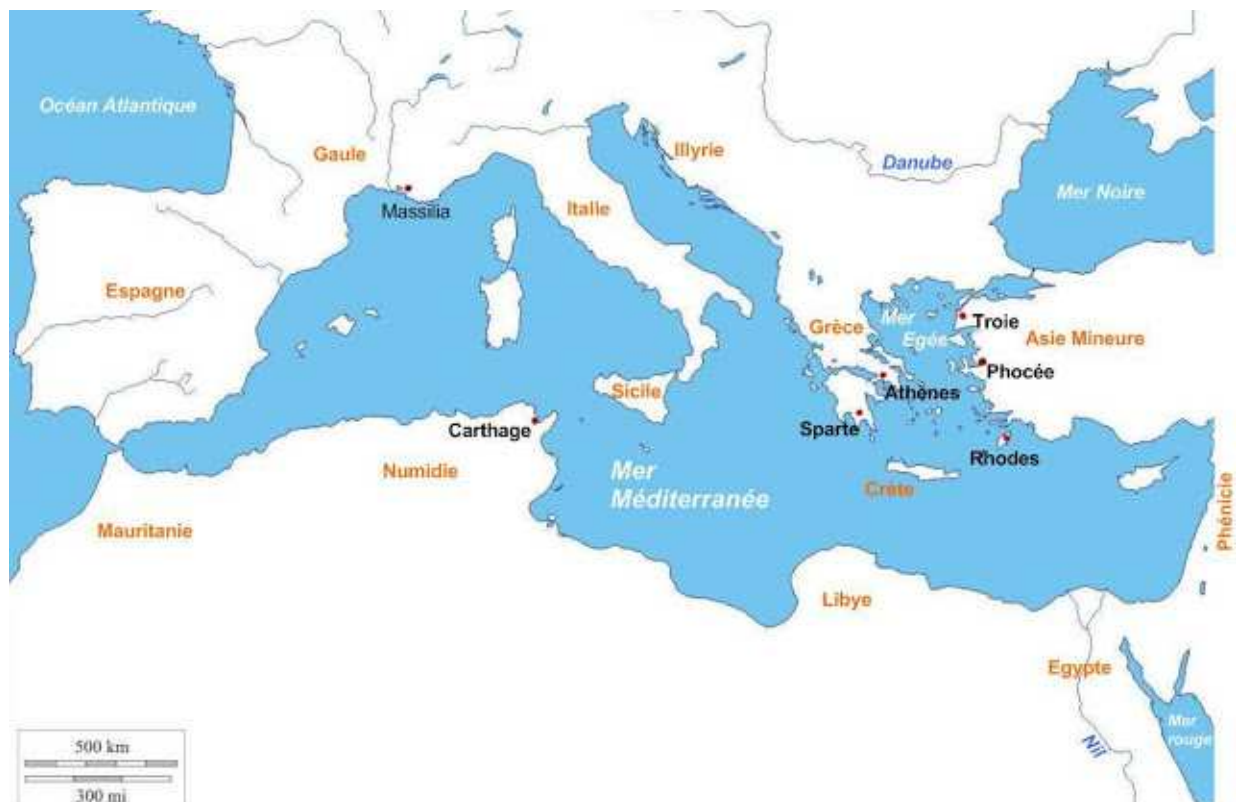 Océan Atlantique
Gaule
Illyrie
Danube
Mer Noire
Massilia
Italie
Espagne
Grèce
Mer
Egée
Troie
Asie Mineure
Phocée
Sicile
Athènes
Carthage
Sparte
Rhodes
Numidie
Mer
Méditerranée
Crète
Phénicie
Mauritanie
Libye
Egypte
Mer
rouge
Nil
500 km
300 mi